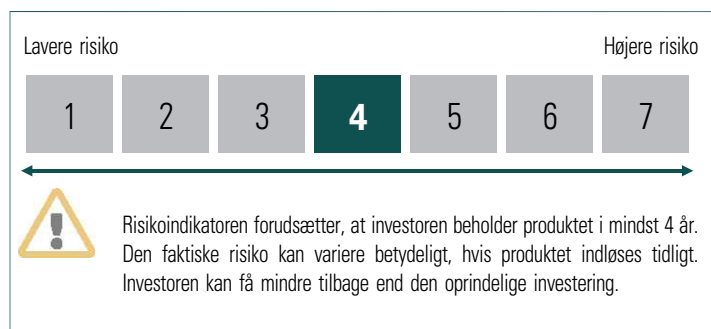 Lavere risiko Højere risiko
1 2 3 4 5 6 7
Risikoindikatoren forudsætter, at investoren beholder produktet i mindst 4 år.
Den faktiske risiko kan variere betydeligt, hvis produktet indløses tidligt.
Investoren kan få mindre tilbage end den oprindelige investering.